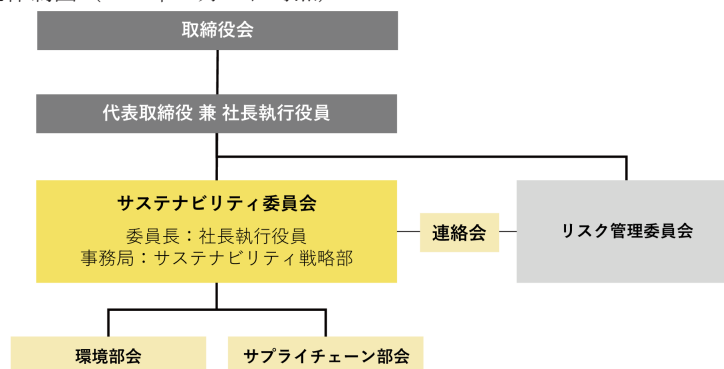 取締役会
代表取締役 兼 社長執行役員
サステナビリティ委員会
委員長：社長執行役員
事務局：サステナビリティ戦略部
連絡会
リスク管理委員会
環境部会
サプライチェーン部会